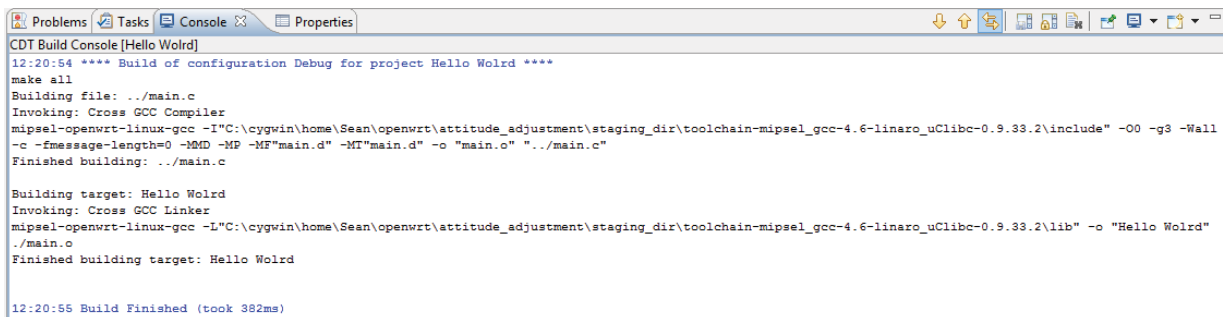 Problems Tasks Console Properties
CDT Build Console [Hello Wolrd]
12:20:54 **** Build of configuration Debug for project Hello Wolrd ****
make all
Building file: ../main.c
Invoking: Cross GCC Compiler
mipsel-openwrt-linux-gcc -I"C:\cygwin\home\Sean\openwrt\attitude_adjustment\staging_dir\toolchain-mipsel_gcc-4.6-linaro_uClibc-0.9.33.2\include" -O0 -g3 -Wall
-c -fmessage-length=0 -MMD -MP -MF"main.d" -MT"main.d" -o "main.o" "../main.c"
Finished building: ../main.c
Building target: Hello Wolrd
Invoking: Cross GCC Linker
mipsel-openwrt-linux-gcc -L"C:\cygwin\home\Sean\openwrt\attitude_adjustment\staging_dir\toolchain-mipsel_gcc-4.6-linaro_uClibc-0.9.33.2\lib" -o "Hello Wolrd"
./main.o
Finished building target: Hello Wolrd
12:20:55 Build Finished (took 382ms)